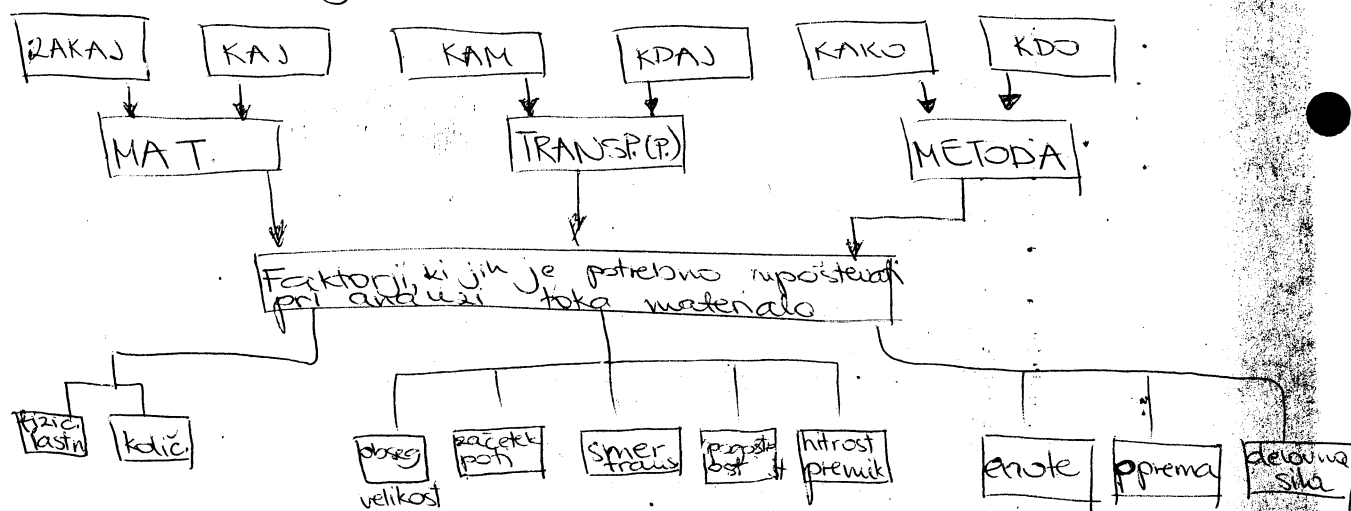 ZAKAJ
KAJ
KAM
KDAJ
KAKO
KDO
MAT.
TRANSP.(P.)
METODA
Faktorji, ki jih je potrebno upoštevati
pri analizi toka materiala
fizič.
lastn
količ.
obseg
velikost
začetek
poti
smer
trans
hitrost
premik
enote
oprema
delovna
sila